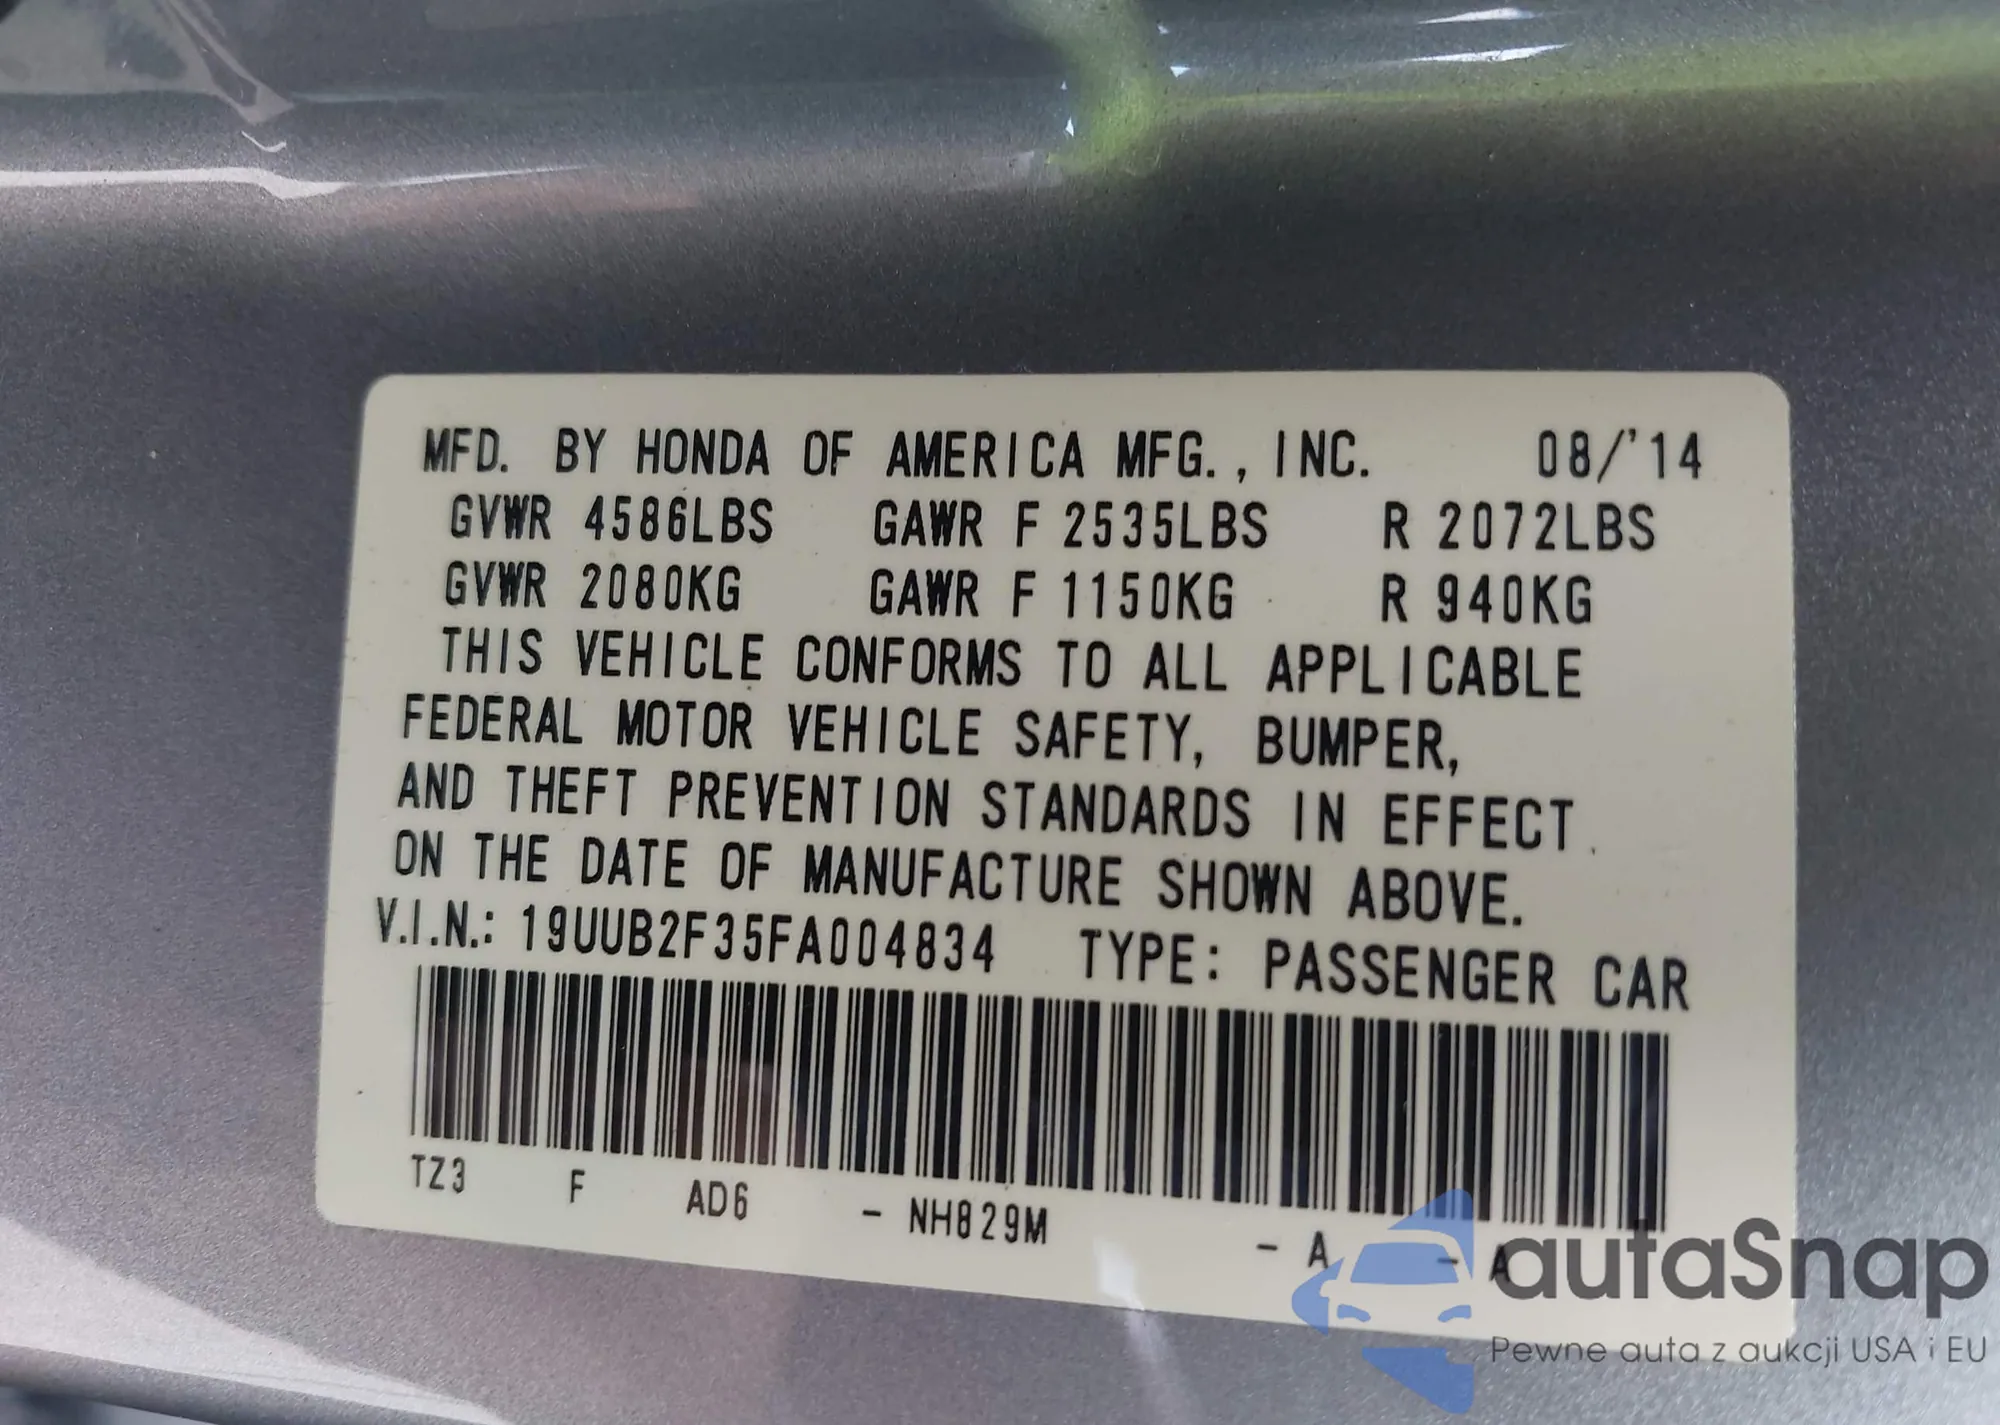 MFD. BY HONDA OF AMERICA MFG., INC. 08/'14
GVWR 4586LBS GAWR F 2535LBS R 2072LBS
GVWR 2080KG GAWR F 1150KG R 940KG
THIS VEHICLE CONFORMS TO ALL APPLICABLE
FEDERAL MOTOR VEHICLE SAFETY, BUMPER,
AND THEFT PREVENTION STANDARDS IN EFFECT
ON THE DATE OF MANUFACTURE SHOWN ABOVE.
V.I.N.: 19UUB2F35FA004834 TYPE: PASSENGER CAR
TZ3 F AD6 - NH829M - A - A
autaSnap
Pewne auta z aukcji USA i EU